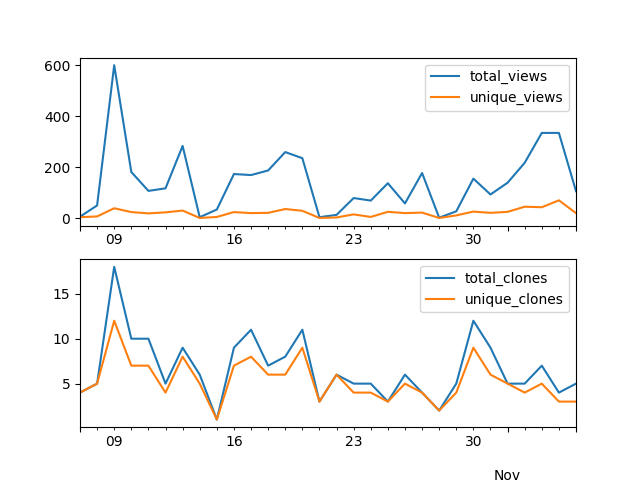 600
400
200
0
total_views
unique_views
09 16 23 30
15
10
5
total_clones
unique_clones
09 16 23 30
Nov